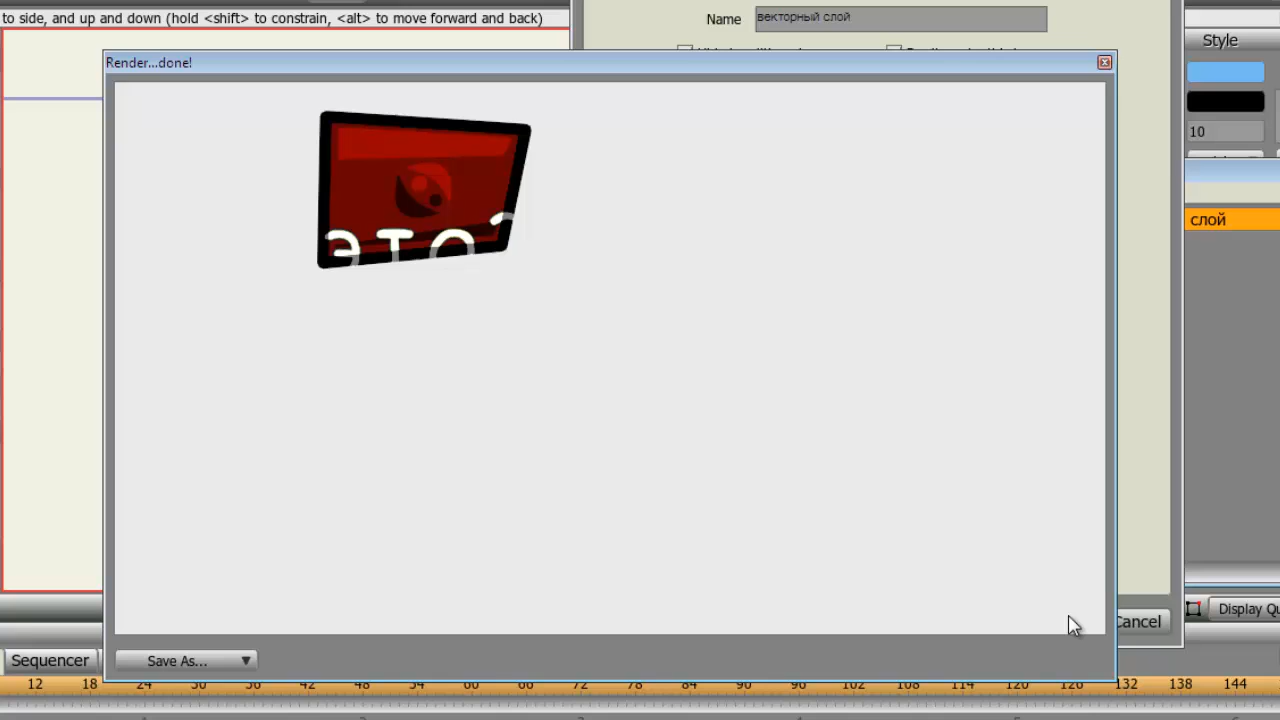 to side, and up and down (hold <shift> to constrain, <alt> to move forward and back)
Name
векторный слой
Style
Render...done!
10
это
слой
Cancel
Display Qu
Save As...
Sequencer
12 18 24 30 36 42 48 54 60 66 72 78 84 90 96 102 108 114 120 126 132 138 144